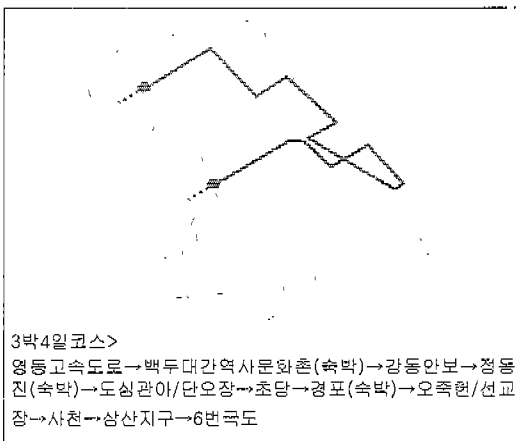 3박4일코스>
영동고속도로→백두대간역사문화촌(숙박)→강동안보→정동
진(숙박)→도심관아/단오장→초당→경포(숙박)→오죽헌/선교
장→사천→삼산지구→6번국도